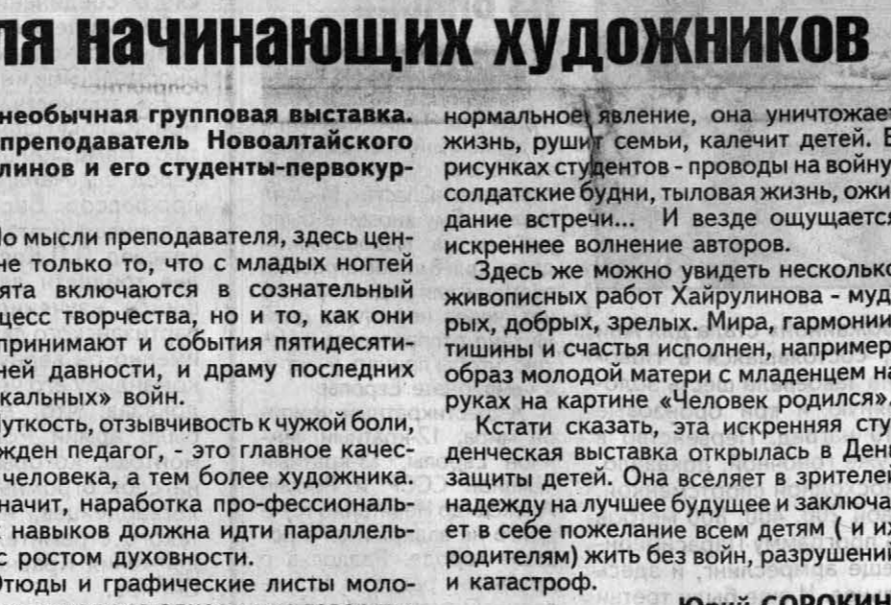 ля начинающих художников
необычная групповая выставка.
преподаватель Новоалтайского
линов и его студенты-первокур-
По мысли преподавателя, здесь цен-
не только то, что с младых ногтей
ята включаются в сознательный
цесс творчества, но и то, как они
принимают и события пятидесяти-
ней давности, и драму последних
кальных» войн.
Чуткость, отзывчивость к чужой боли,
жден педагог, - это главное качес-
человека, а тем более художника.
начит, наработка про-фессиональ-
навыков должна идти параллель-
с ростом духовности.
Этюды и графические листы моло-
нормальное явление, она уничтожает
жизнь, рушит семьи, калечит детей. В
рисунках студентов - проводы на войну,
солдатские будни, тыловая жизнь, ожи-
дание встречи... И везде ощущается
искреннее волнение авторов.
Здесь же можно увидеть несколько
живописных работ Хайрулинова - муд-
рых, добрых, зрелых. Мира, гармонии,
тишины и счастья исполнен, например,
образ молодой матери с младенцем на
руках на картине «Человек родился».
Кстати сказать, эта искренняя сту-
денческая выставка открылась в День
защиты детей. Она вселяет в зрителей
надежду на лучшее будущее и заключа-
ет в себе пожелание всем детям ( и их
родителям) жить без войн, разрушений
и катастроф.
Юрий СОРОКИН